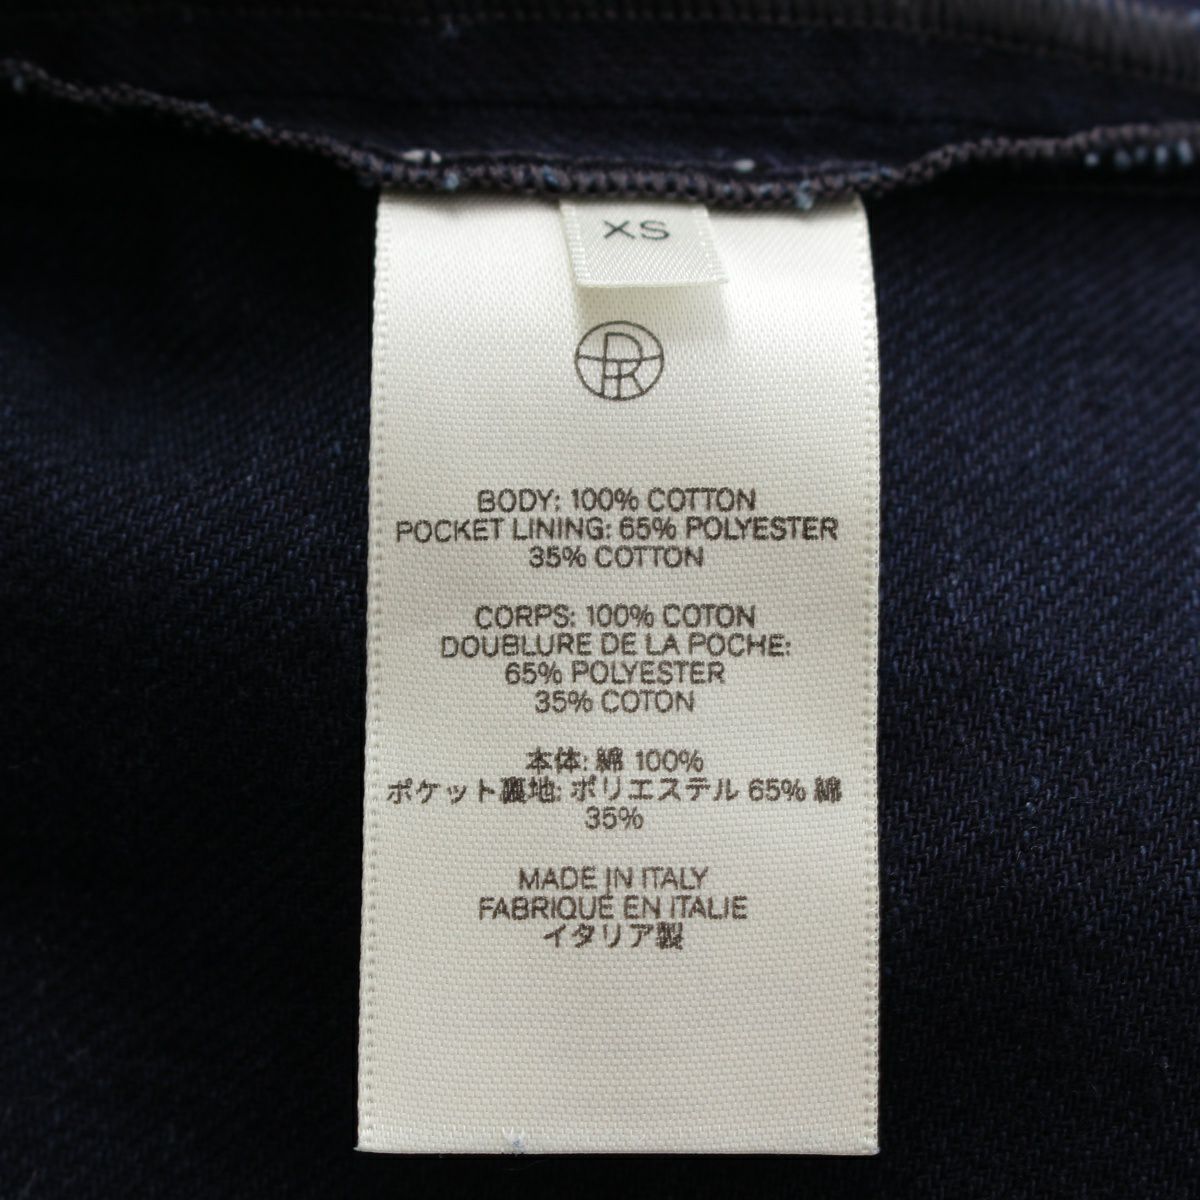 XS
BODY: 100% COTTON
POCKET LINING: 65% POLYESTER
35% COTTON
CORPS: 100% COTON
DOUBLURE DE LA POCHE:
65% POLYESTER
35% COTON
本体: 綿 100%
ポケット裏地: ポリエステル 65% 綿
35%
MADE IN ITALY
FABRIQUÉ EN ITALIE
イタリア製